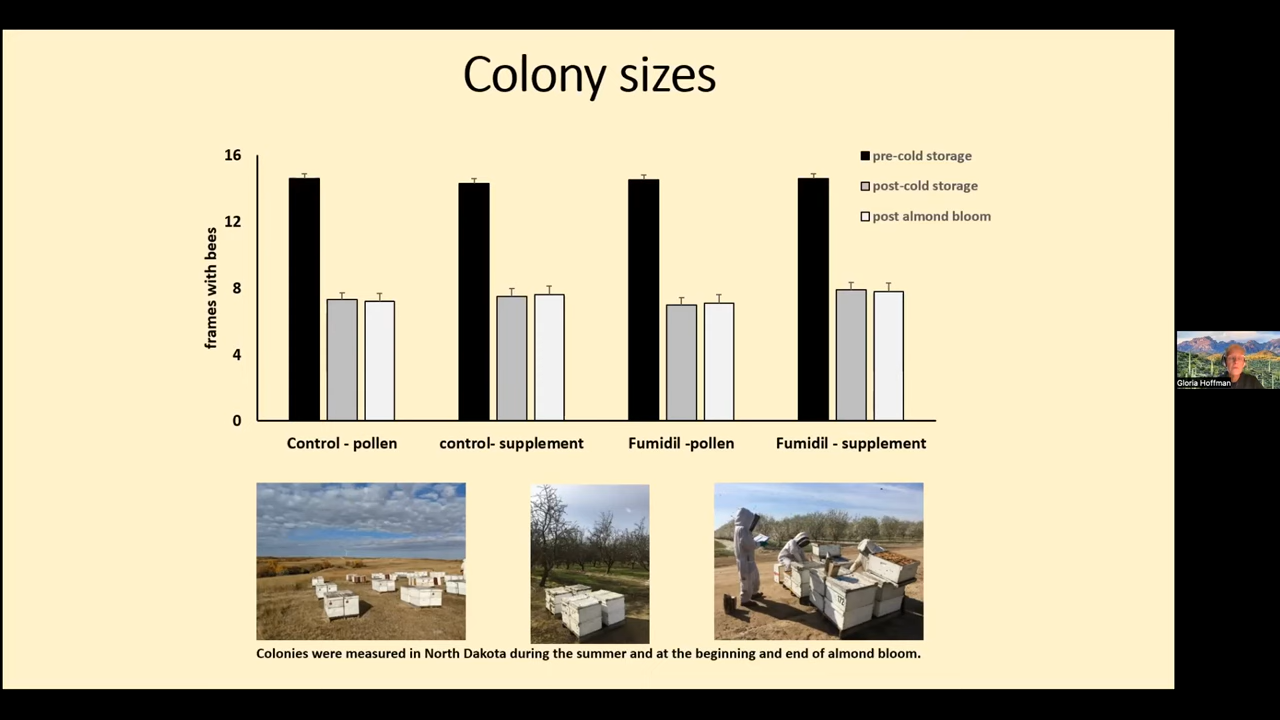 Colony sizes
16
12
8
4
0
frames with bees
pre-cold storage
post-cold storage
post almond bloom
Control - pollen
control- supplement
Fumidil -pollen
Fumidil - supplement
Colonies were measured in North Dakota during the summer and at the beginning and end of almond bloom.
Gloria Hoffman